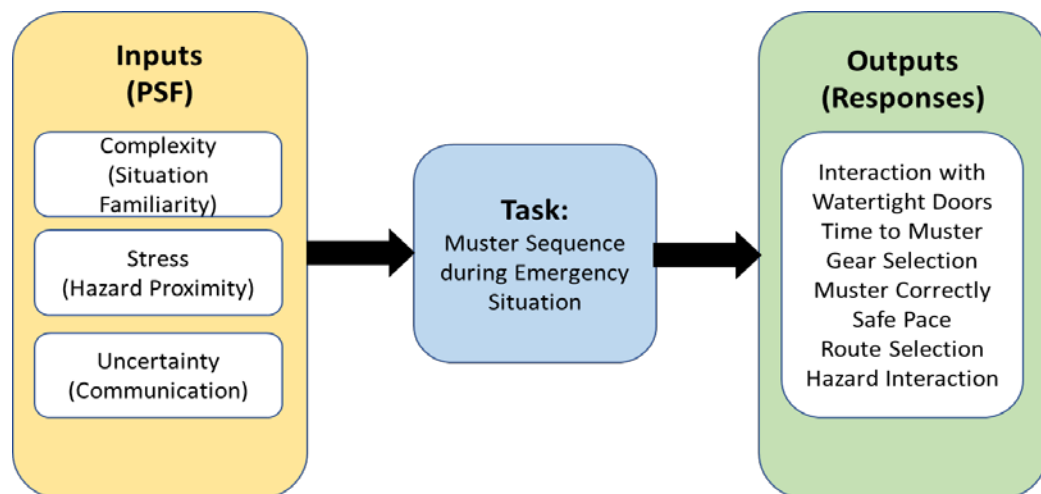 Inputs
(PSF)
Complexity
(Situation
Familiarity)
Stress
(Hazard Proximity)
Uncertainty
(Communication)
Task:
Muster Sequence
during Emergency
Situation
Outputs
(Responses)
Interaction with
Watertight Doors
Time to Muster
Gear Selection
Muster Correctly
Safe Pace
Route Selection
Hazard Interaction